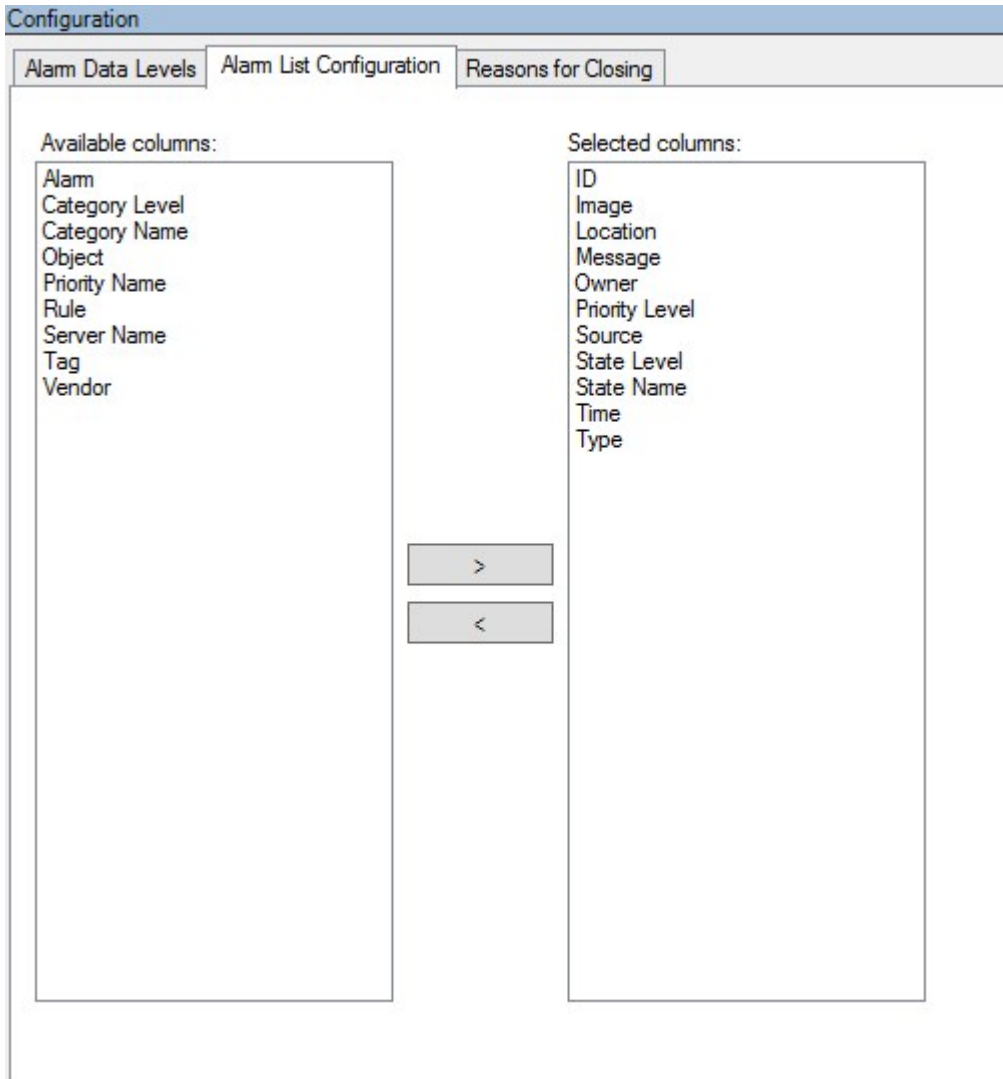 Configuration
Alarm Data Levels
Alarm List Configuration
Reasons for Closing
Available columns:
Alarm
Category Level
Category Name
Object
Priority Name
Rule
Server Name
Tag
Vendor
>
<
Selected columns:
ID
Image
Location
Message
Owner
Priority Level
Source
State Level
State Name
Time
Type